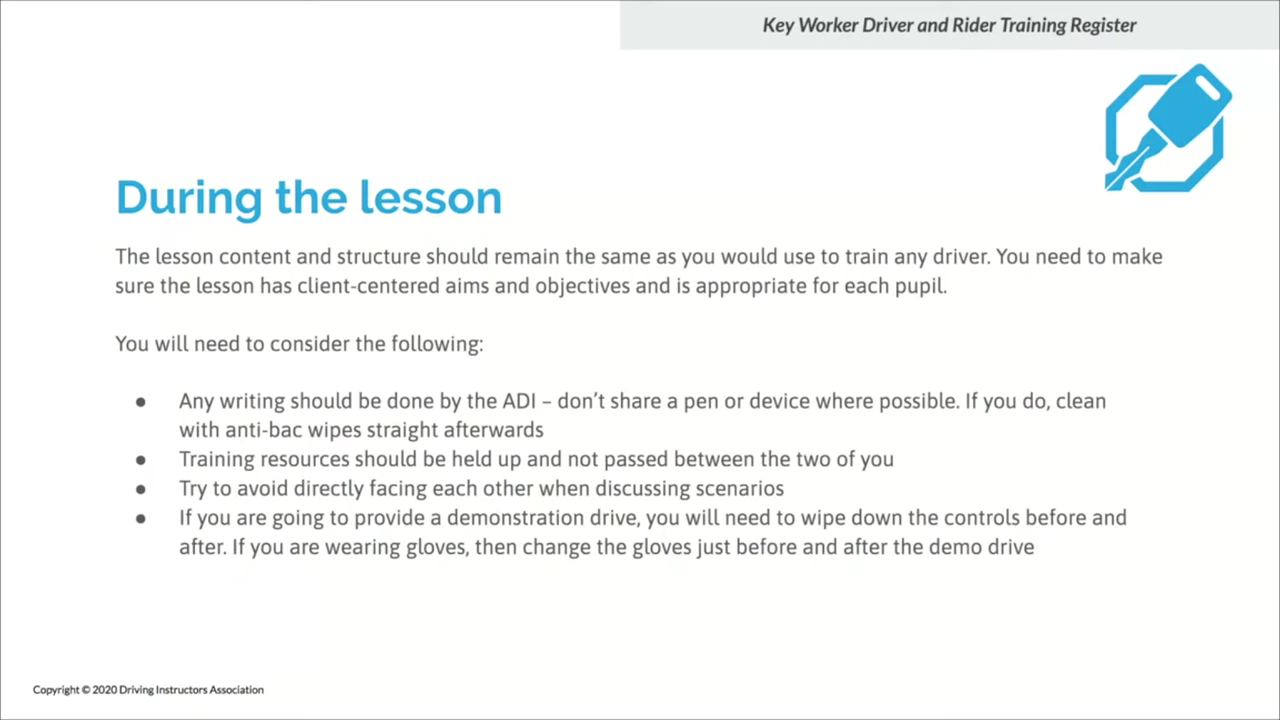 Key Worker Driver and Rider Training Register
During the lesson
The lesson content and structure should remain the same as you would use to train any driver. You need to make
sure the lesson has client-centered aims and objectives and is appropriate for each pupil.
You will need to consider the following:
● Any writing should be done by the ADI – don’t share a pen or device where possible. If you do, clean
with anti-bac wipes straight afterwards
● Training resources should be held up and not passed between the two of you
● Try to avoid directly facing each other when discussing scenarios
● If you are going to provide a demonstration drive, you will need to wipe down the controls before and
after. If you are wearing gloves, then change the gloves just before and after the demo drive
Copyright © 2020 Driving Instructors Association